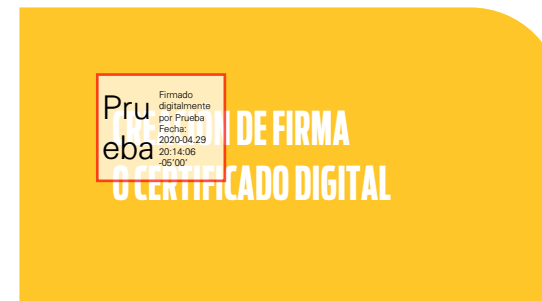 Pru
eba
Firmado
digitalmente
por Prueba
Fecha:
2020-04.29
20:14:06
-05'00'
CREACIÓN DE FIRMA
O CERTIFICADO DIGITAL